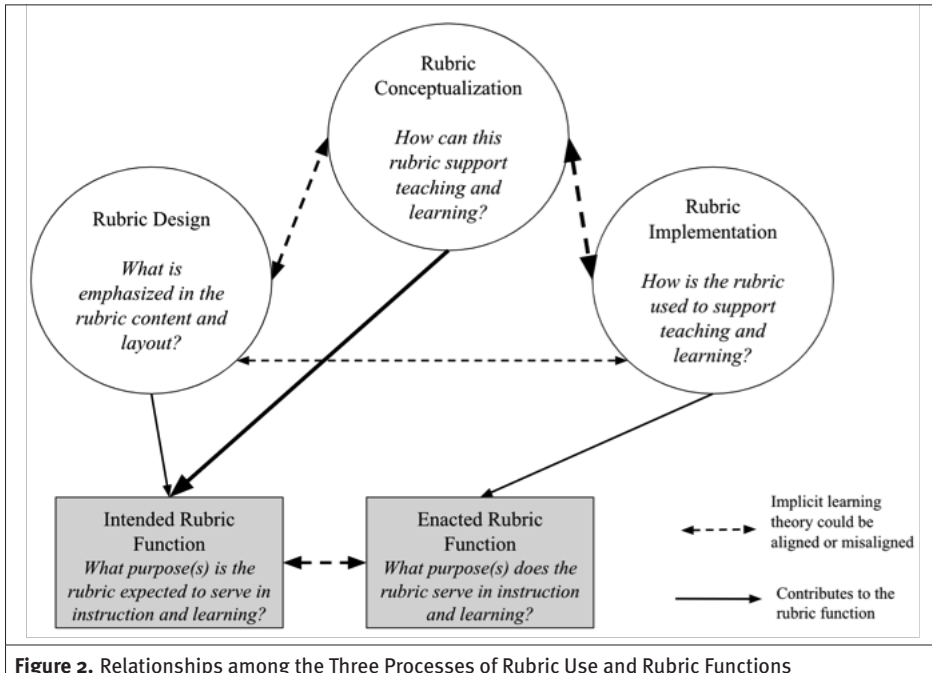 Rubric
Conceptualization
How can this
rubric support
teaching and
learning?
Rubric Design
What is
emphasized in the
rubric content and
layout?
Rubric
Implementation
How is the rubric
used to support
teaching and
learning?
Intended Rubric
Function
What purpose(s) is the
rubric expected to serve in
instruction and learning?
Enacted Rubric
Function
What purpose(s) does the
rubric serve in instruction
and learning?
Implicit learning
theory could be
aligned or misaligned
Contributes to the
rubric function
Figure 2. Relationships among the Three Processes of Rubric Use and Rubric Functions